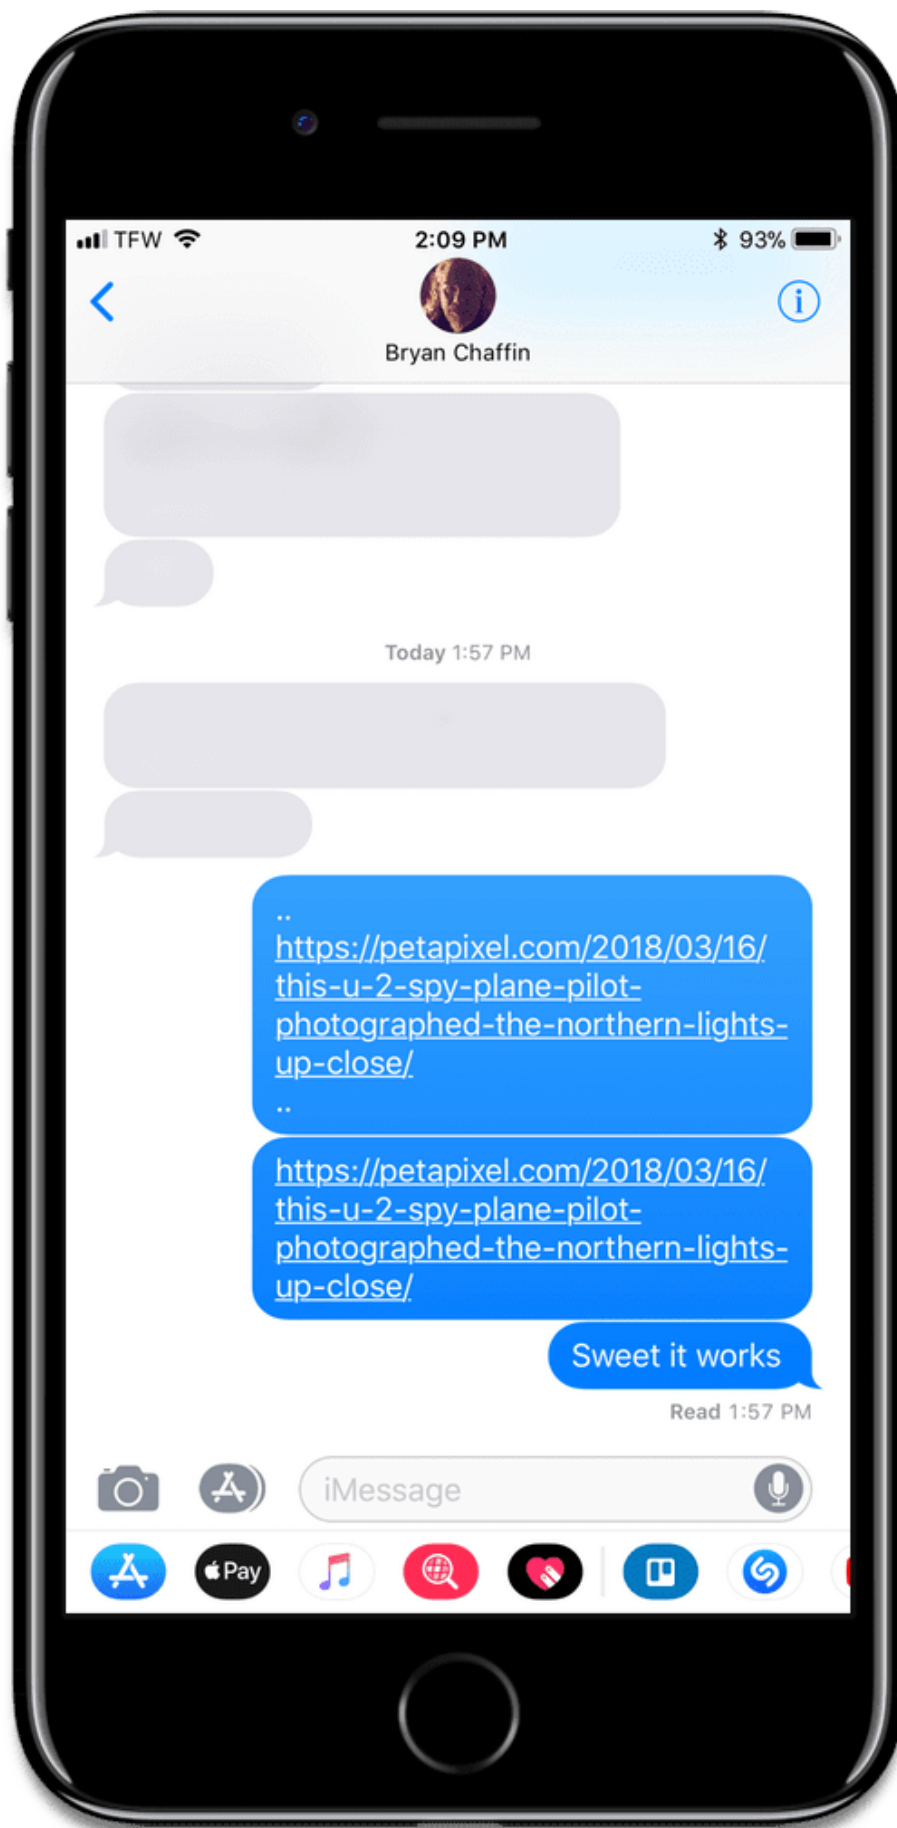 TFW 2:09 PM 93%
Bryan Chaffin
Today 1:57 PM
..
https://petapixel.com/2018/03/16/
this-u-2-spy-plane-pilot-
photographed-the-northern-lights-
up-close/
..
https://petapixel.com/2018/03/16/
this-u-2-spy-plane-pilot-
photographed-the-northern-lights-
up-close/
Sweet it works
Read 1:57 PM
iMessage
Pay